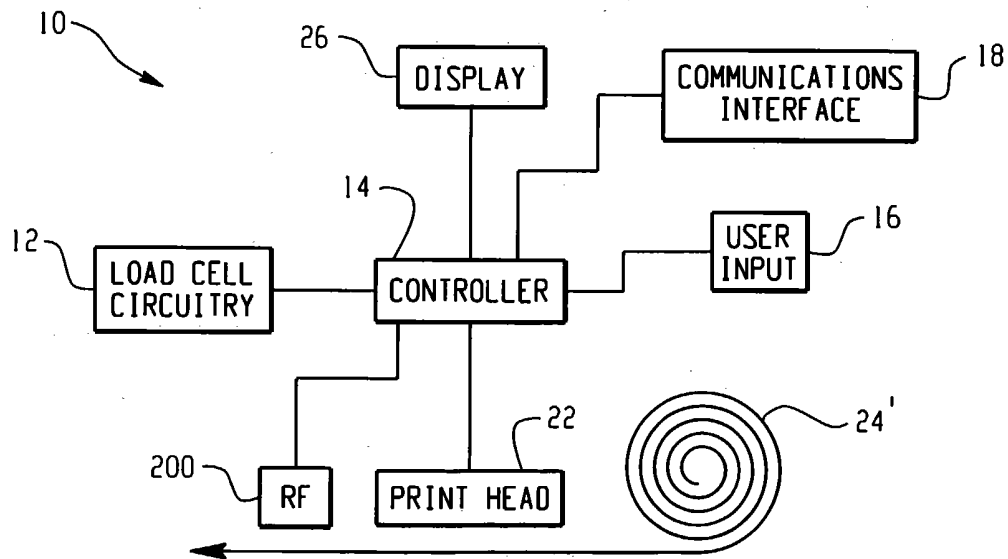 10
26
DISPLAY
COMMUNICATIONS
INTERFACE
18
14
12
LOAD CELL
CIRCUITRY
CONTROLLER
USER
INPUT
16
200
RF
22
PRINT HEAD
24'